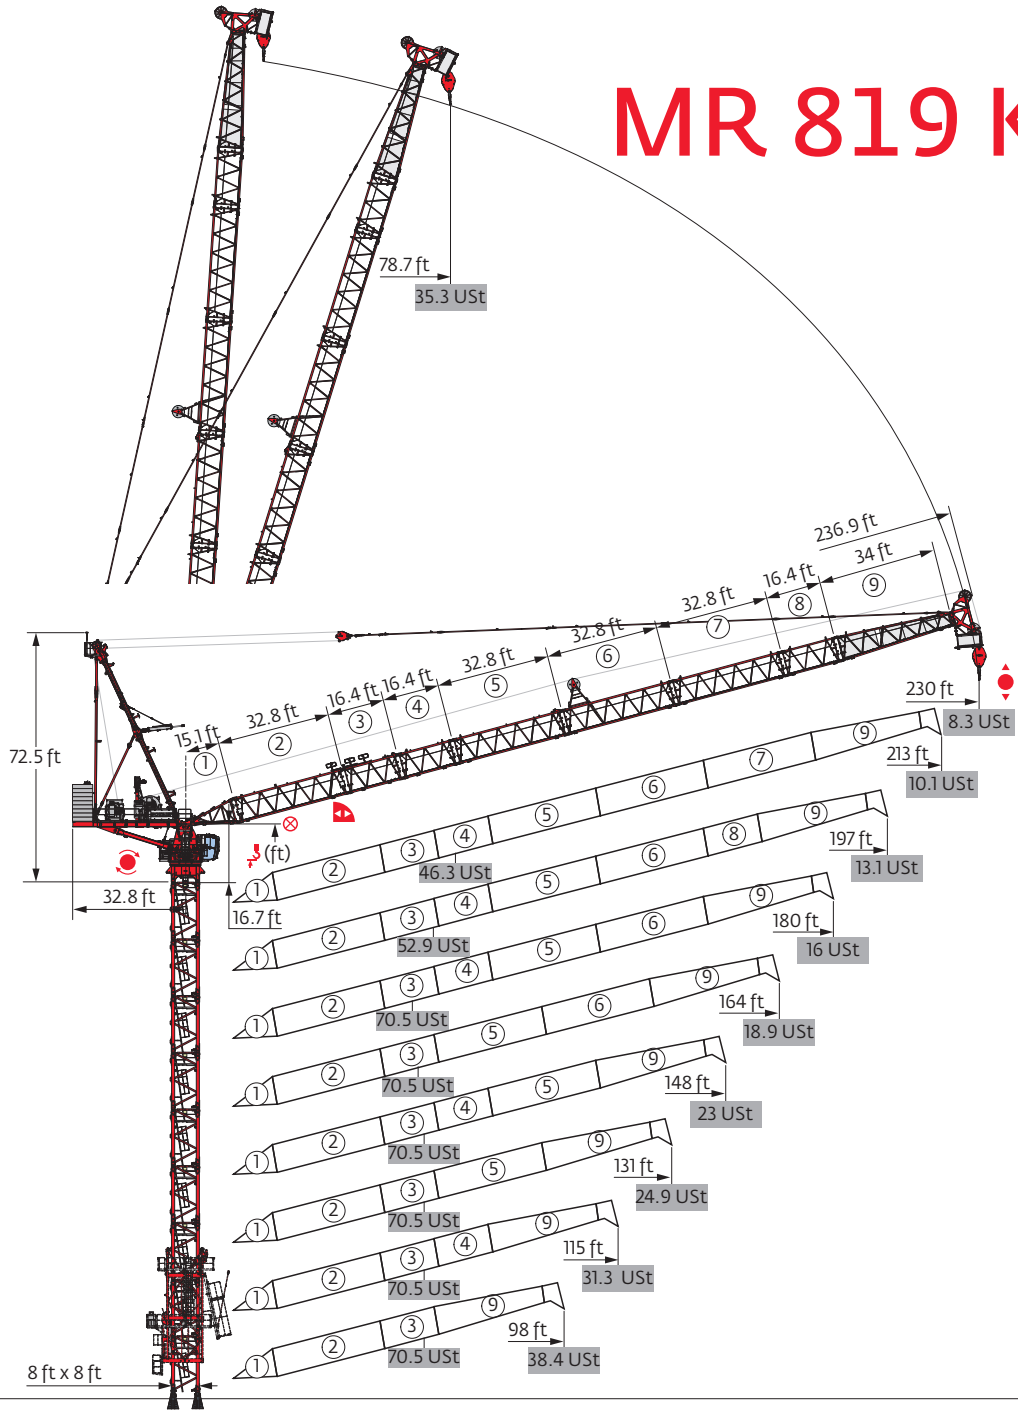 MR 819 K
78.7 ft
35.3 USt
236.9 ft
34 ft
⑨
16.4 ft
⑧
32.8 ft
⑦
32.8 ft
⑥
32.8 ft
⑤
16.4 ft
④
16.4 ft
③
32.8 ft
②
15.1 ft
①
72.5 ft
32.8 ft
16.7 ft
(ft)
230 ft
8.3 USt
① ② ③ ④ ⑤ ⑥ ⑦ ⑨
213 ft
10.1 USt
46.3 USt
① ② ③ ④ ⑤ ⑥ ⑧ ⑨
197 ft
13.1 USt
52.9 USt
① ② ③ ④ ⑤ ⑥ ⑨
180 ft
16 USt
70.5 USt
① ② ③ ⑤ ⑥ ⑨
164 ft
18.9 USt
70.5 USt
① ② ③ ④ ⑤ ⑨
148 ft
23 USt
70.5 USt
① ② ③ ⑤ ⑨
131 ft
24.9 USt
70.5 USt
① ② ③ ④ ⑨
115 ft
31.3 USt
70.5 USt
① ② ③ ⑨
98 ft
38.4 USt
70.5 USt
8 ft x 8 ft